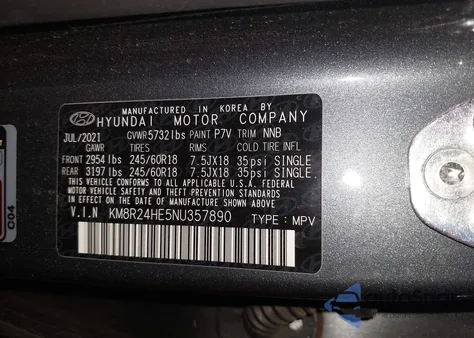 MANUFACTURED IN KOREA BY
HYUNDAI MOTOR COMPANY
JUL/2021 GVWR5732lbs PAINT P7V TRIM NNB
GAWR TIRES RIMS COLD TIRE INFL
FRONT 2954lbs 245/60R18 7.5JX18 35psi SINGLE
REAR 3197lbs 245/60R18 7.5JX18 35psi SINGLE
THIS VEHICLE CONFORMS TO ALL APPLICABLE U.S.A. FEDERAL
MOTOR VEHICLE SAFETY AND THEFT PREVENTION STANDARDS
IN EFFECT ON THE DATE OF MANUFACTURE SHOWN ABOVE.
V.I.N KM8R24HE5NU357890 TYPE : MPV
C04